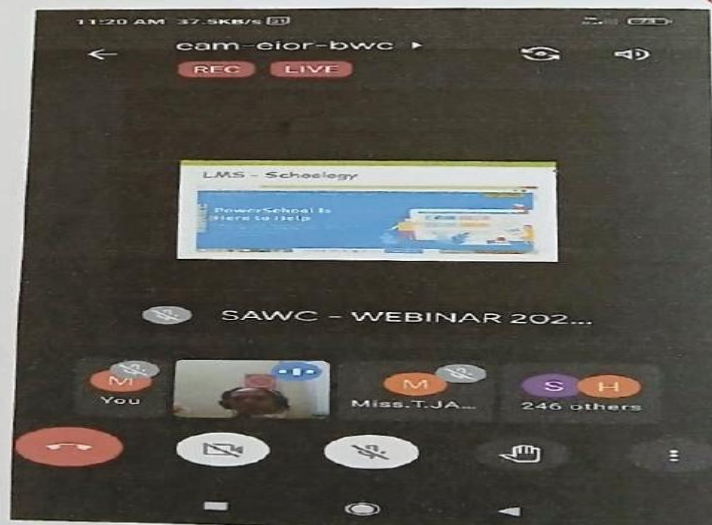 11:20 AM 37.5KB/s
cam-eior-bwc
REC LIVE
LMS - Schoology
PowerSchool Is
Here to Help
SAWC - WEBINAR 202...
M
You
M
Miss.T.JA...
S H
246 others